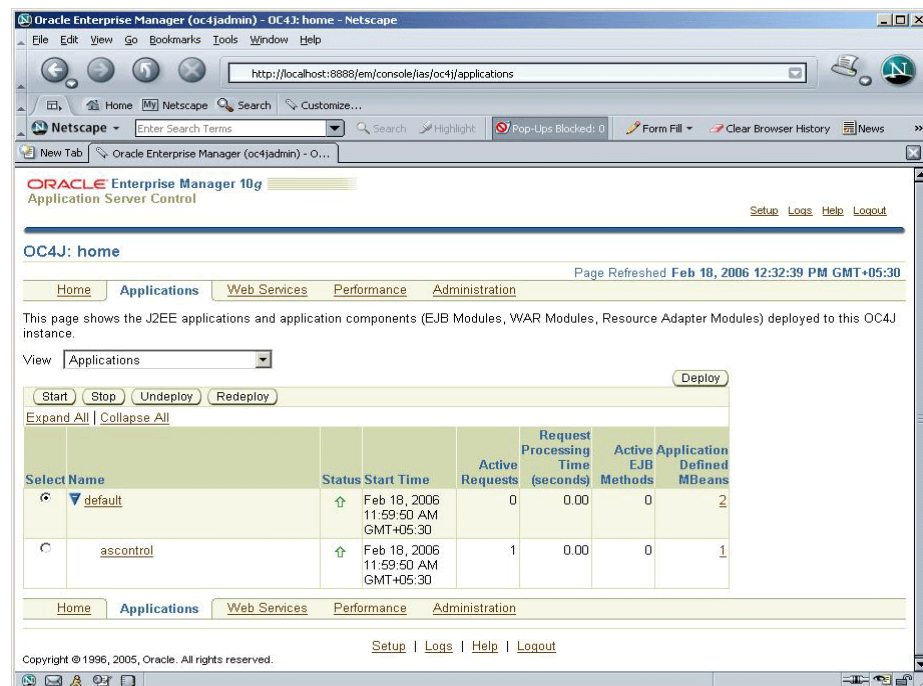 Oracle Enterprise Manager (oc4jadmin) - OC4J: home - Netscape
File Edit View Go Bookmarks Tools Window Help
http://localhost:8888/em/console/ias/oc4j/applications
Home My Netscape Search Customize...
Netscape Enter Search Terms Search Highlight Pop-Ups Blocked: 0 Form Fill Clear Browser History News »
New Tab Oracle Enterprise Manager (oc4jadmin) - O...
ORACLE Enterprise Manager 10g
Application Server Control
Setup Logs Help Logout
OC4J: home
Page Refreshed Feb 18, 2006 12:32:39 PM GMT+05:30
Home Applications Web Services Performance Administration
This page shows the J2EE applications and application components (EJB Modules, WAR Modules, Resource Adapter Modules) deployed to this OC4J
instance.
View Applications
Deploy
Start Stop Undeploy Redeploy
Expand All | Collapse All
Select Name Status Start Time Active Requests Request Processing Time (seconds) Active EJB Methods Application Defined MBeans
default Feb 18, 2006 11:59:50 AM GMT+05:30 0 0.00 0 2
ascontrol Feb 18, 2006 11:59:50 AM GMT+05:30 1 0.00 0 1
Home Applications Web Services Performance Administration
Setup | Logs | Help | Logout
Copyright © 1996, 2005, Oracle. All rights reserved.